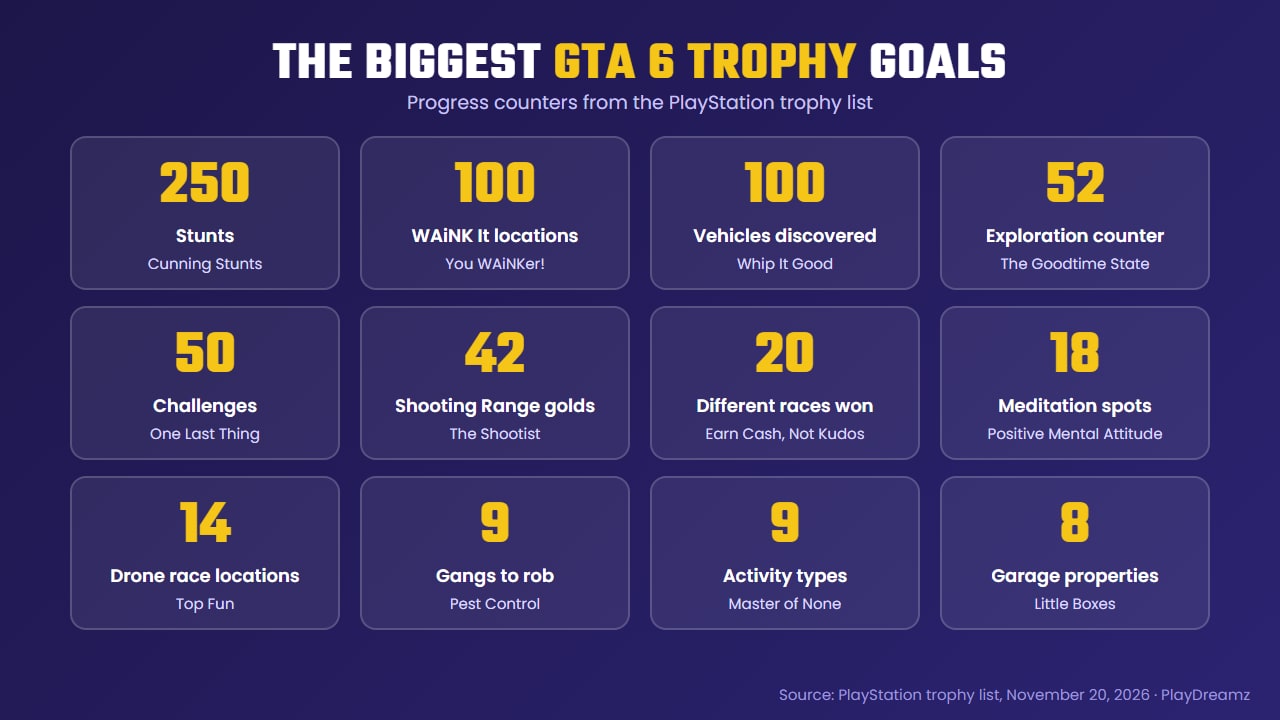 THE BIGGEST GTA 6 TROPHY GOALS
Progress counters from the PlayStation trophy list
250
Stunts
Cunning Stunts
100
WAiNK It locations
You WAiNKer!
100
Vehicles discovered
Whip It Good
52
Exploration counter
The Goodtime State
50
Challenges
One Last Thing
42
Shooting Range golds
The Shootist
20
Different races won
Earn Cash, Not Kudos
18
Meditation spots
Positive Mental Attitude
14
Drone race locations
Top Fun
9
Gangs to rob
Pest Control
9
Activity types
Master of None
8
Garage properties
Little Boxes
Source: PlayStation trophy list, November 20, 2026 · PlayDreamz